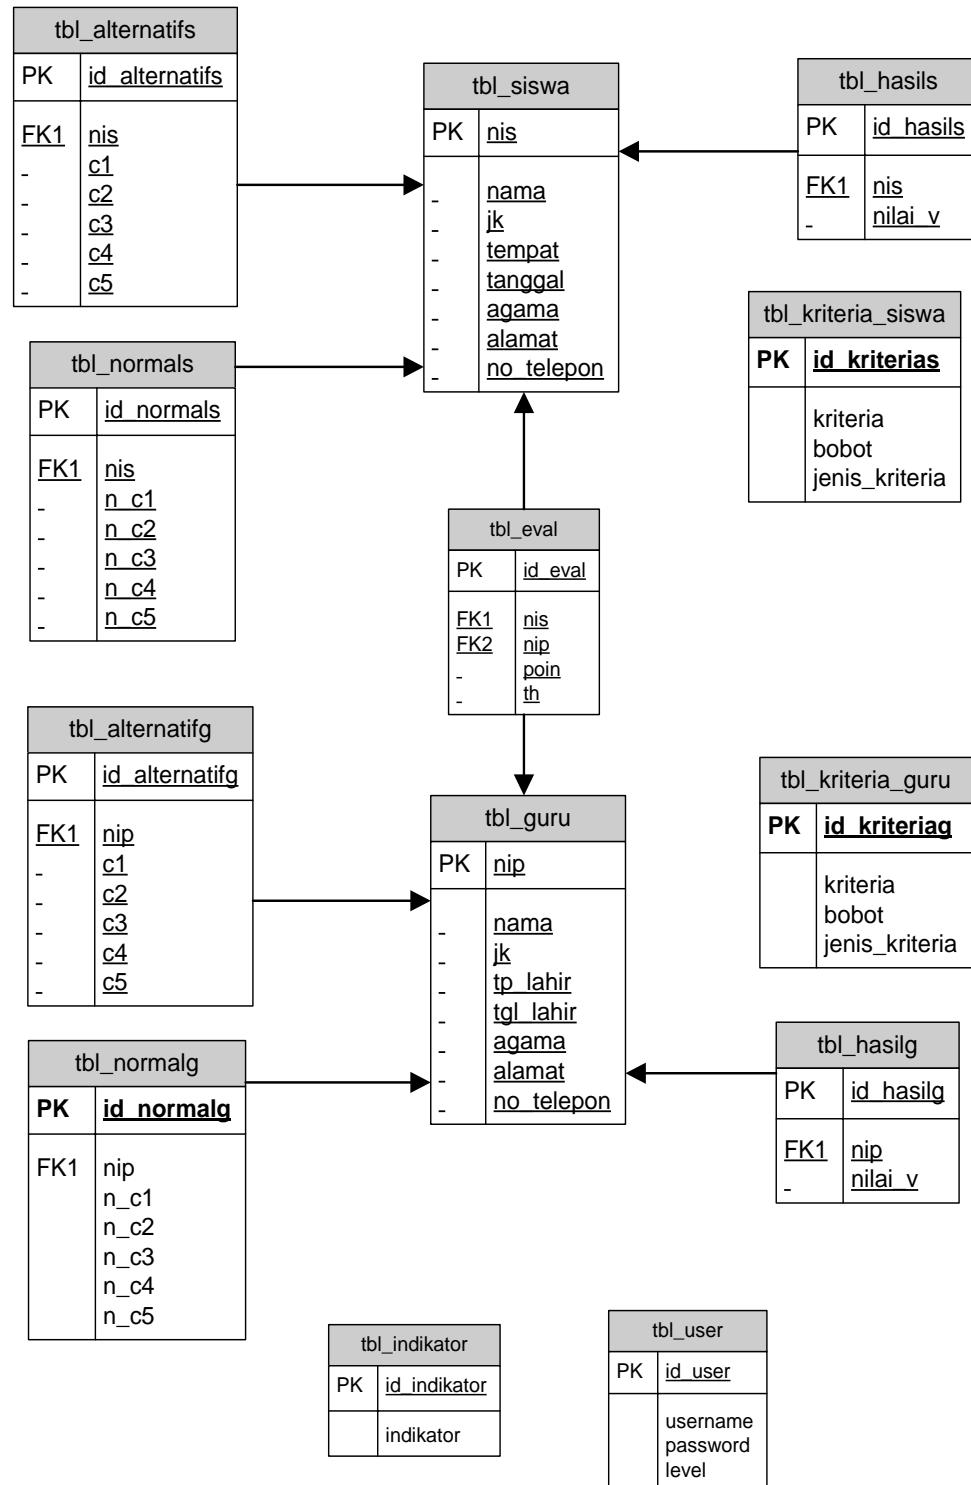 tbl_alternatifs
PK id_alternatifs
FK1 nis
- c1
- c2
- c3
- c4
- c5
tbl_siswa
PK nis
- nama
- jk
- tempat
- tanggal
- agama
- alamat
- no_telepon
tbl_hasils
PK id_hasils
FK1 nis
- nilai_v
tbl_kriteria_siswa
PK id_kriterias
kriteria
bobot
jenis_kriteria
tbl_normals
PK id_normals
FK1 nis
- n_c1
- n_c2
- n_c3
- n_c4
- n_c5
tbl_eval
PK id_eval
FK1 nis
FK2 nip
- poin
- th
tbl_alternatifg
PK id_alternatifg
FK1 nip
- c1
- c2
- c3
- c4
- c5
tbl_guru
PK nip
- nama
- jk
- tp_lahir
- tgl_lahir
- agama
- alamat
- no_telepon
tbl_kriteria_guru
PK id_kriteriag
kriteria
bobot
jenis_kriteria
tbl_normalg
PK id_normalg
FK1 nip
n_c1
n_c2
n_c3
n_c4
n_c5
tbl_hasilg
PK id_hasilg
FK1 nip
- nilai_v
tbl_indikator
PK id_indikator
indikator
tbl_user
PK id_user
username
password
level